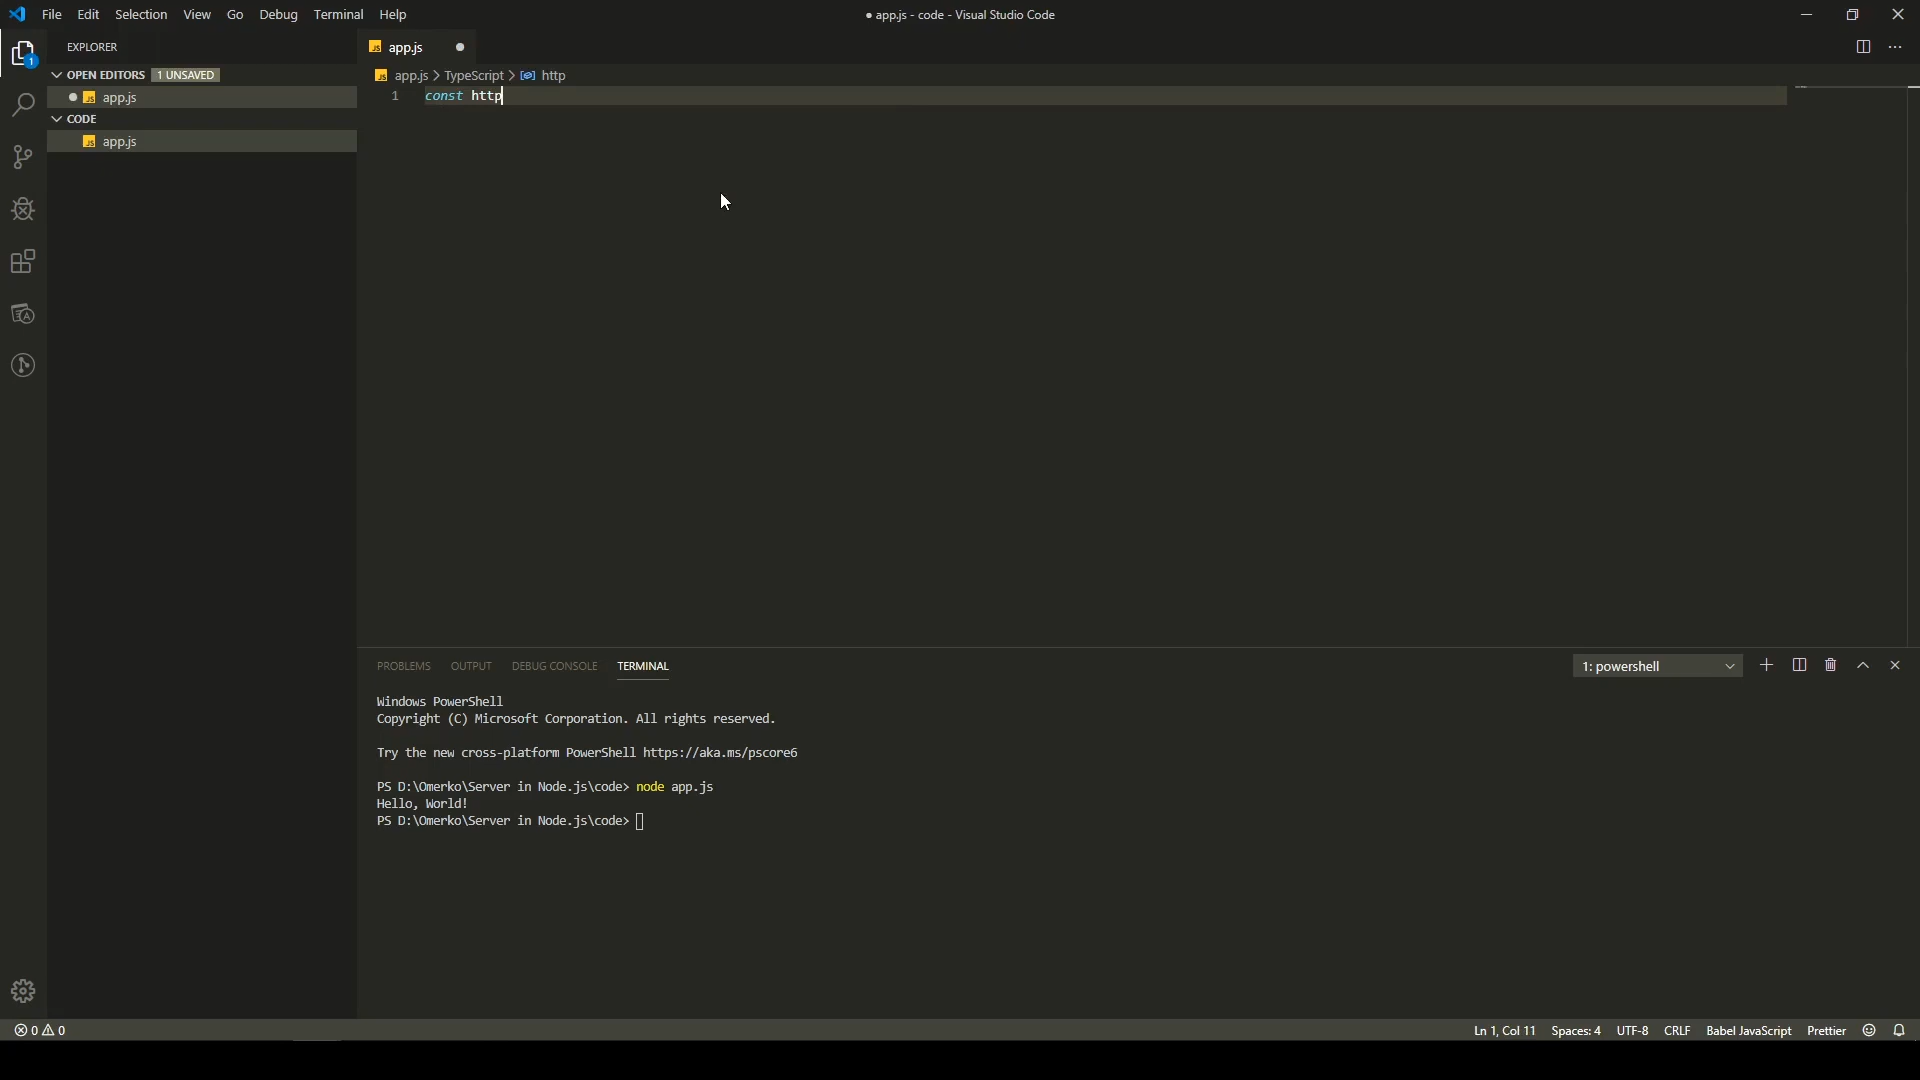 File Edit Selection View Go Debug Terminal Help
● app.js - code - Visual Studio Code
1
EXPLORER
OPEN EDITORS 1 UNSAVED
app.js
CODE
app.js
app.js
app.js > TypeScript > http
1 const http
PROBLEMS OUTPUT DEBUG CONSOLE TERMINAL
1: powershell
Windows PowerShell
Copyright (C) Microsoft Corporation. All rights reserved.
Try the new cross-platform PowerShell https://aka.ms/pscore6
PS D:\Omerko\Server in Node.js\code> node app.js
Hello, World!
PS D:\Omerko\Server in Node.js\code>
0 0
Ln 1, Col 11 Spaces: 4 UTF-8 CRLF Babel JavaScript Prettier